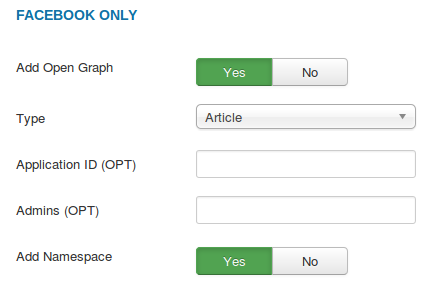 FACEBOOK ONLY
Add Open Graph Yes No
Type Article
Application ID (OPT)
Admins (OPT)
Add Namespace Yes No